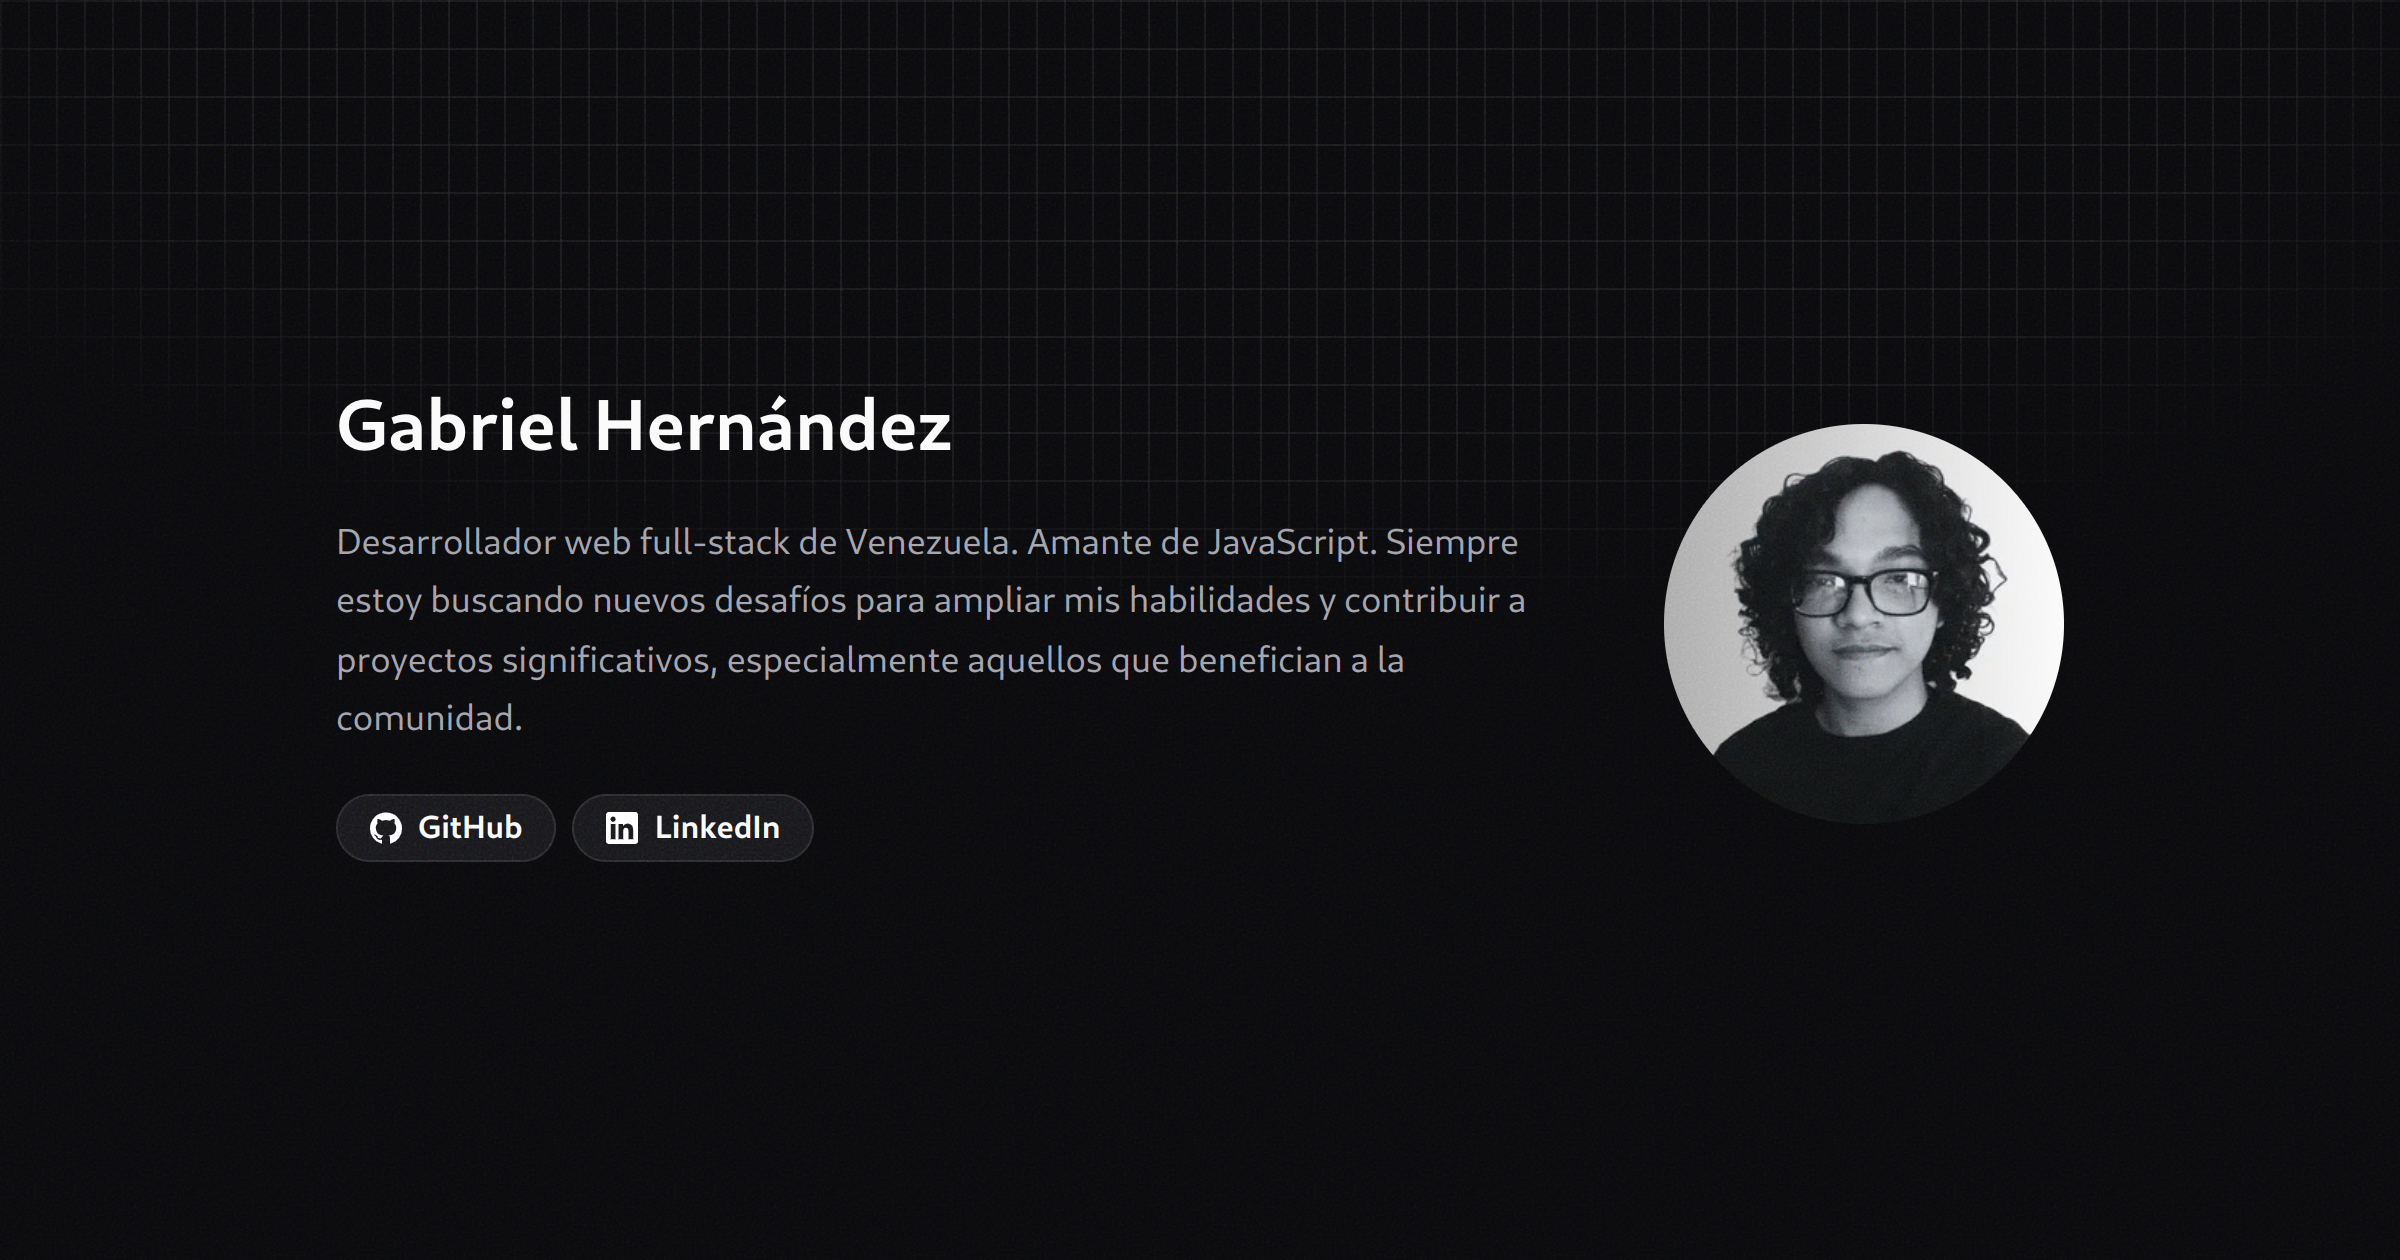 Gabriel Hernández
Desarrollador web full-stack de Venezuela. Amante de JavaScript. Siempre
estoy buscando nuevos desafíos para ampliar mis habilidades y contribuir a
proyectos significativos, especialmente aquellos que benefician a la
comunidad.
GitHub
LinkedIn